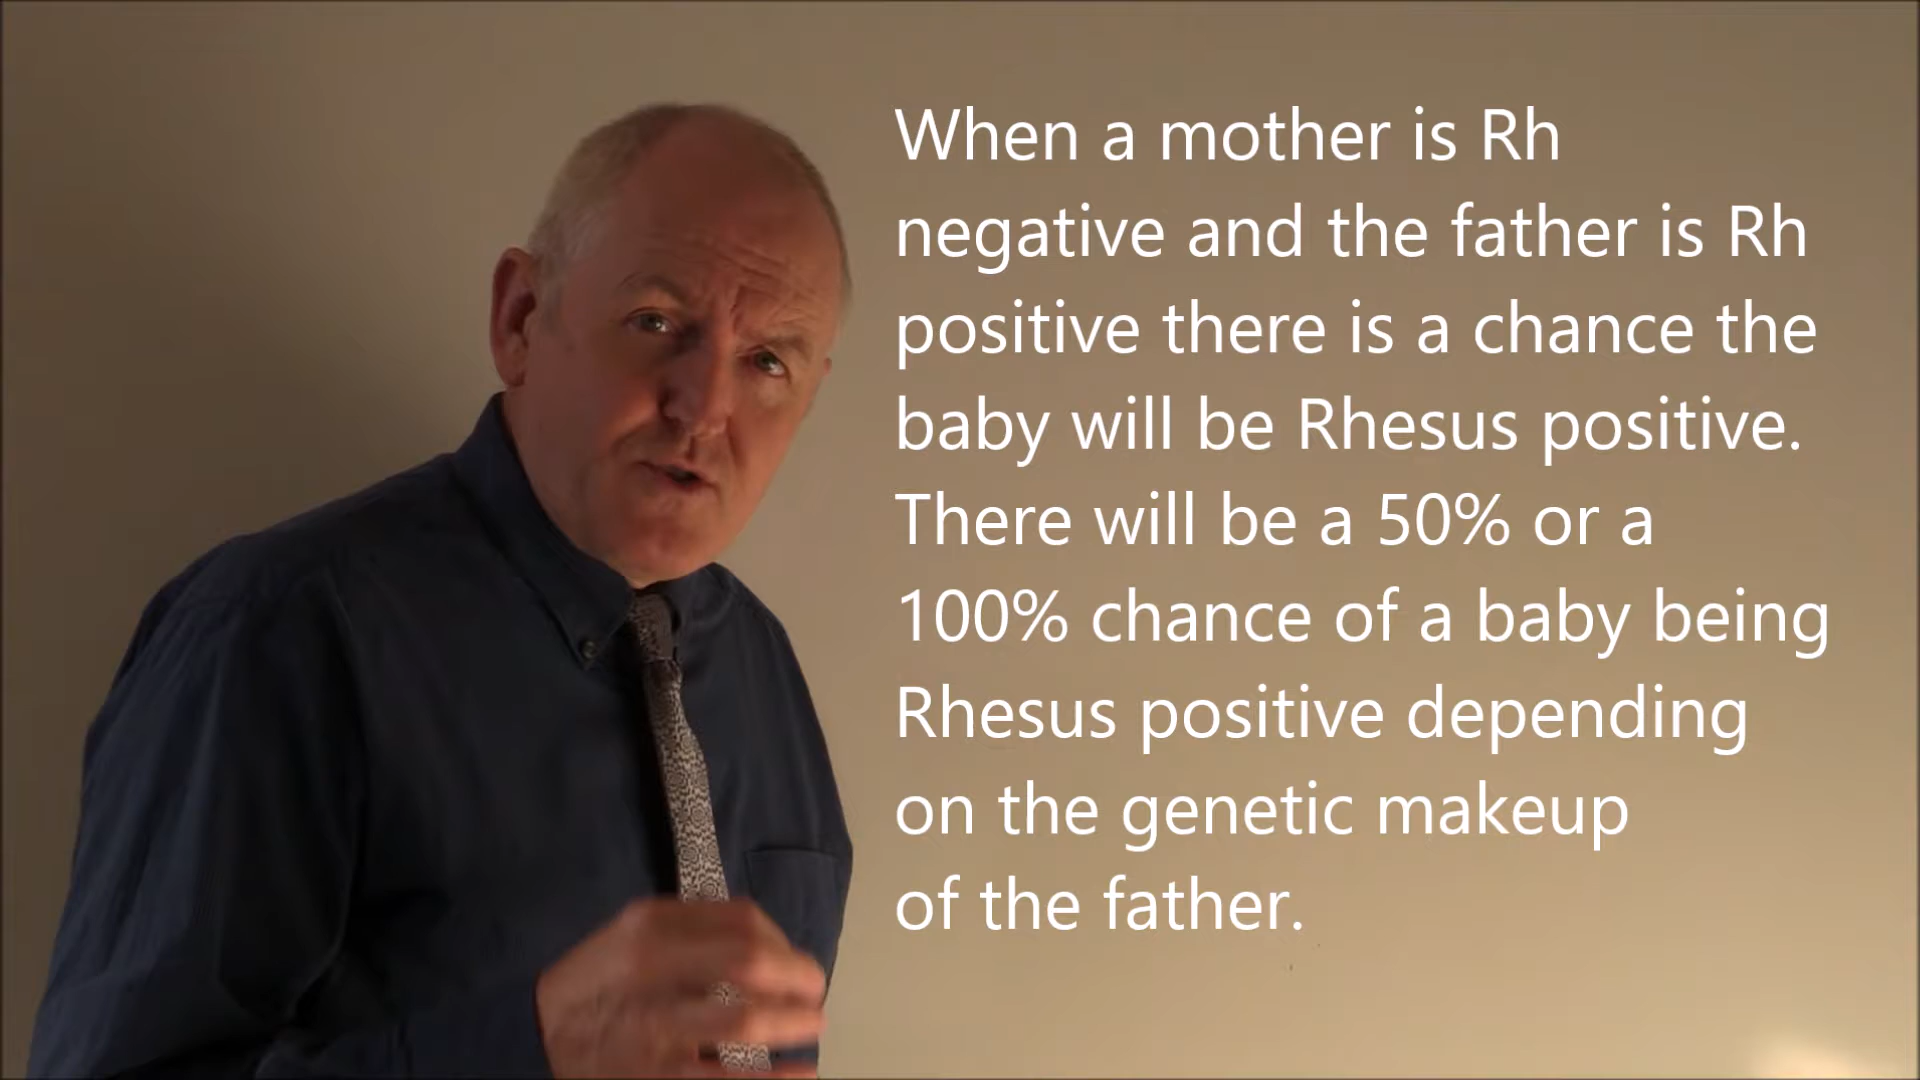 When a mother is Rh
negative and the father is Rh
positive there is a chance the
baby will be Rhesus positive.
There will be a 50% or a
100% chance of a baby being
Rhesus positive depending
on the genetic makeup
of the father.